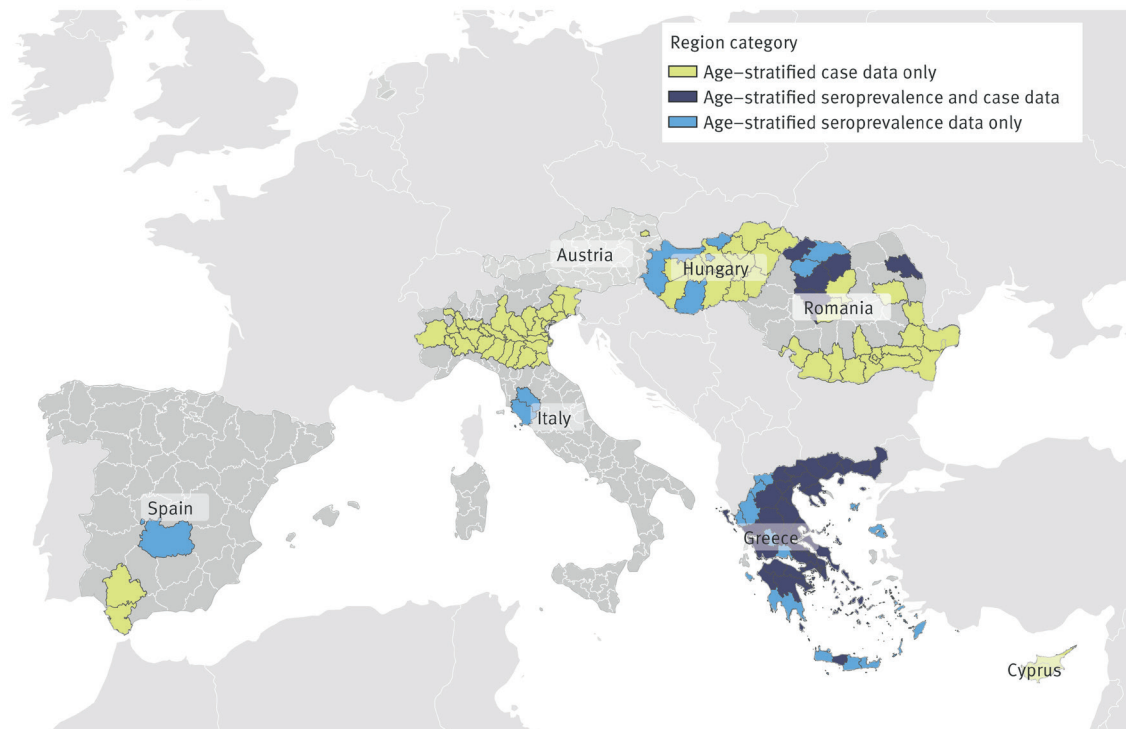 Region category
Age–stratified case data only
Age–stratified seroprevalence and case data
Age–stratified seroprevalence data only
Austria
Hungary
Romania
Italy
Spain
Greece
Cyprus